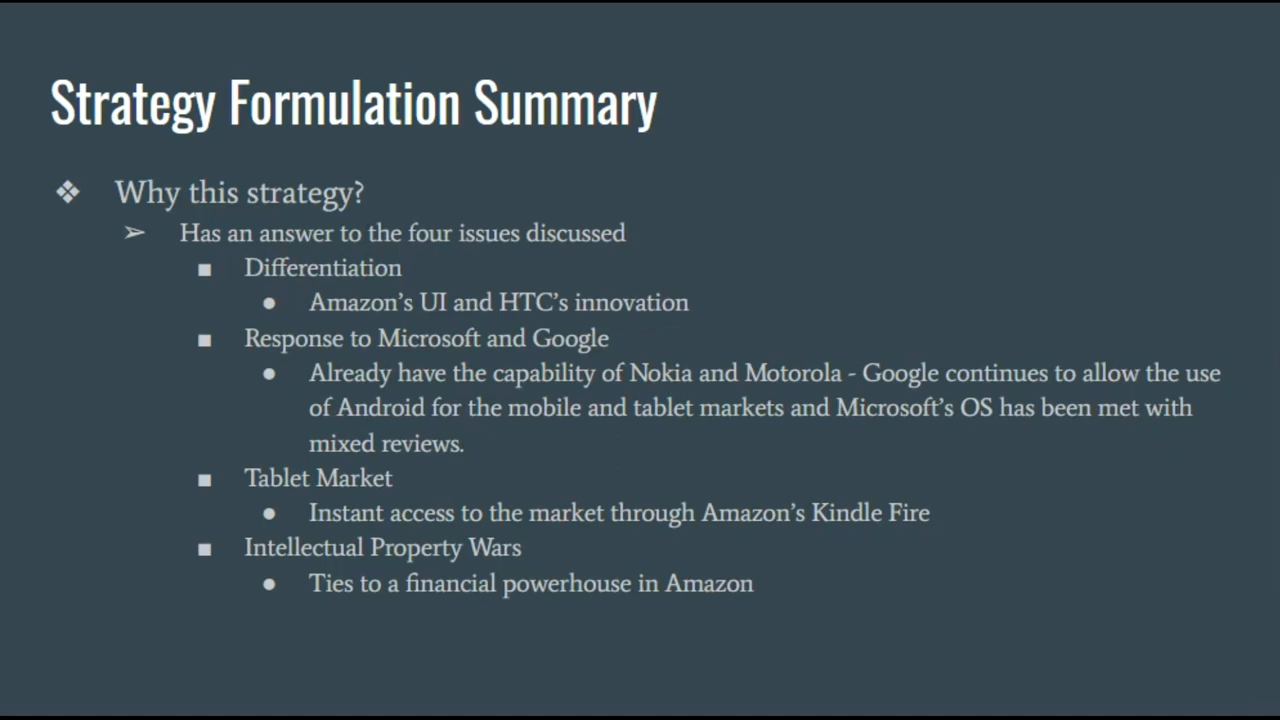 Strategy Formulation Summary
❖ Why this strategy?
➢ Has an answer to the four issues discussed
■ Differentiation
● Amazon’s UI and HTC’s innovation
■ Response to Microsoft and Google
● Already have the capability of Nokia and Motorola - Google continues to allow the use
of Android for the mobile and tablet markets and Microsoft’s OS has been met with
mixed reviews.
■ Tablet Market
● Instant access to the market through Amazon’s Kindle Fire
■ Intellectual Property Wars
● Ties to a financial powerhouse in Amazon